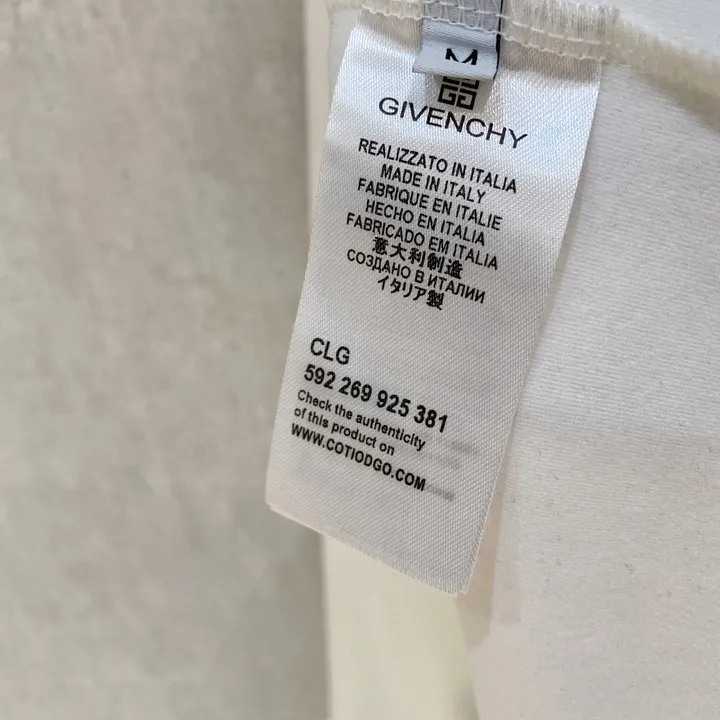 M
GIVENCHY
REALIZZATO IN ITALIA
MADE IN ITALY
FABRIQUE EN ITALIE
HECHO EN ITALIA
FABRICADO EM ITALIA
意大利制造
СОЗДАНО В ИТАЛИИ
イタリア製
CLG
592 269 925 381
Check the authenticity
of this product on
WWW.COTIODGO.COM